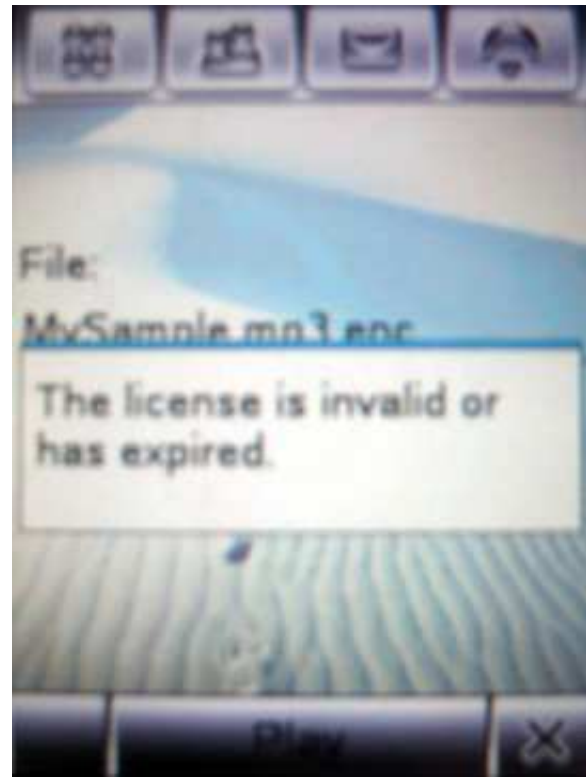 File:
MySample.mp3.enc
The license is invalid or
has expired.
Play